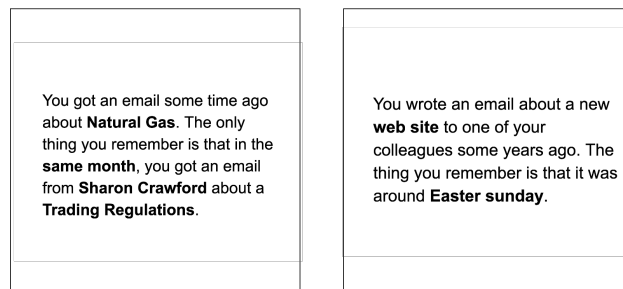 You got an email some time ago
about Natural Gas. The only
thing you remember is that in the
same month, you got an email
from Sharon Crawford about a
Trading Regulations.
You wrote an email about a new
web site to one of your
colleagues some years ago. The
thing you remember is that it was
around Easter sunday.